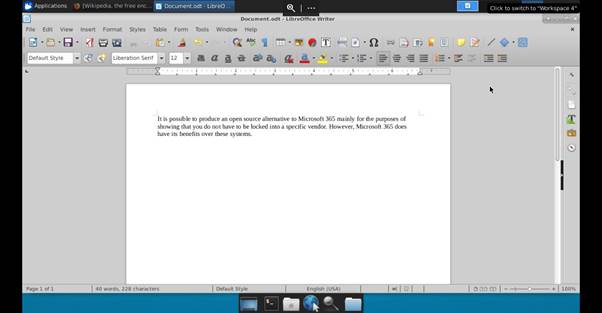 Applications
[Wikipedia, the free enc...
Document.odt - LibreO...
Click to switch to "Workspace 4"
Document.odt - LibreOffice Writer
File Edit View Insert Format Styles Table Form Tools Window Help
Default Style
Liberation Serif
12
It is possible to produce an open source alternative to Microsoft 365 mainly for the purposes of
showing that you do not have to be locked into a specific vendor. However, Microsoft 365 does
have its benefits over these systems.
Page 1 of 1
40 words, 228 characters
Default Style
English (USA)
100%